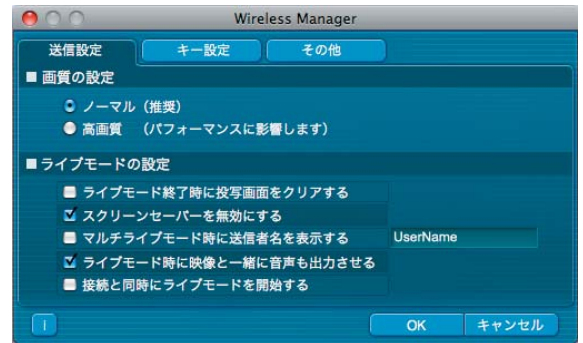 Wireless Manager
送信設定 キー設定 その他
■ 画質の設定
ノーマル（推奨）
高画質 （パフォーマンスに影響します）
■ ライブモードの設定
ライブモード終了時に投写画面をクリアする
スクリーンセーバーを無効にする
マルチライブモード時に送信者名を表示する UserName
ライブモード時に映像と一緒に音声も出力させる
接続と同時にライブモードを開始する
i OK キャンセル